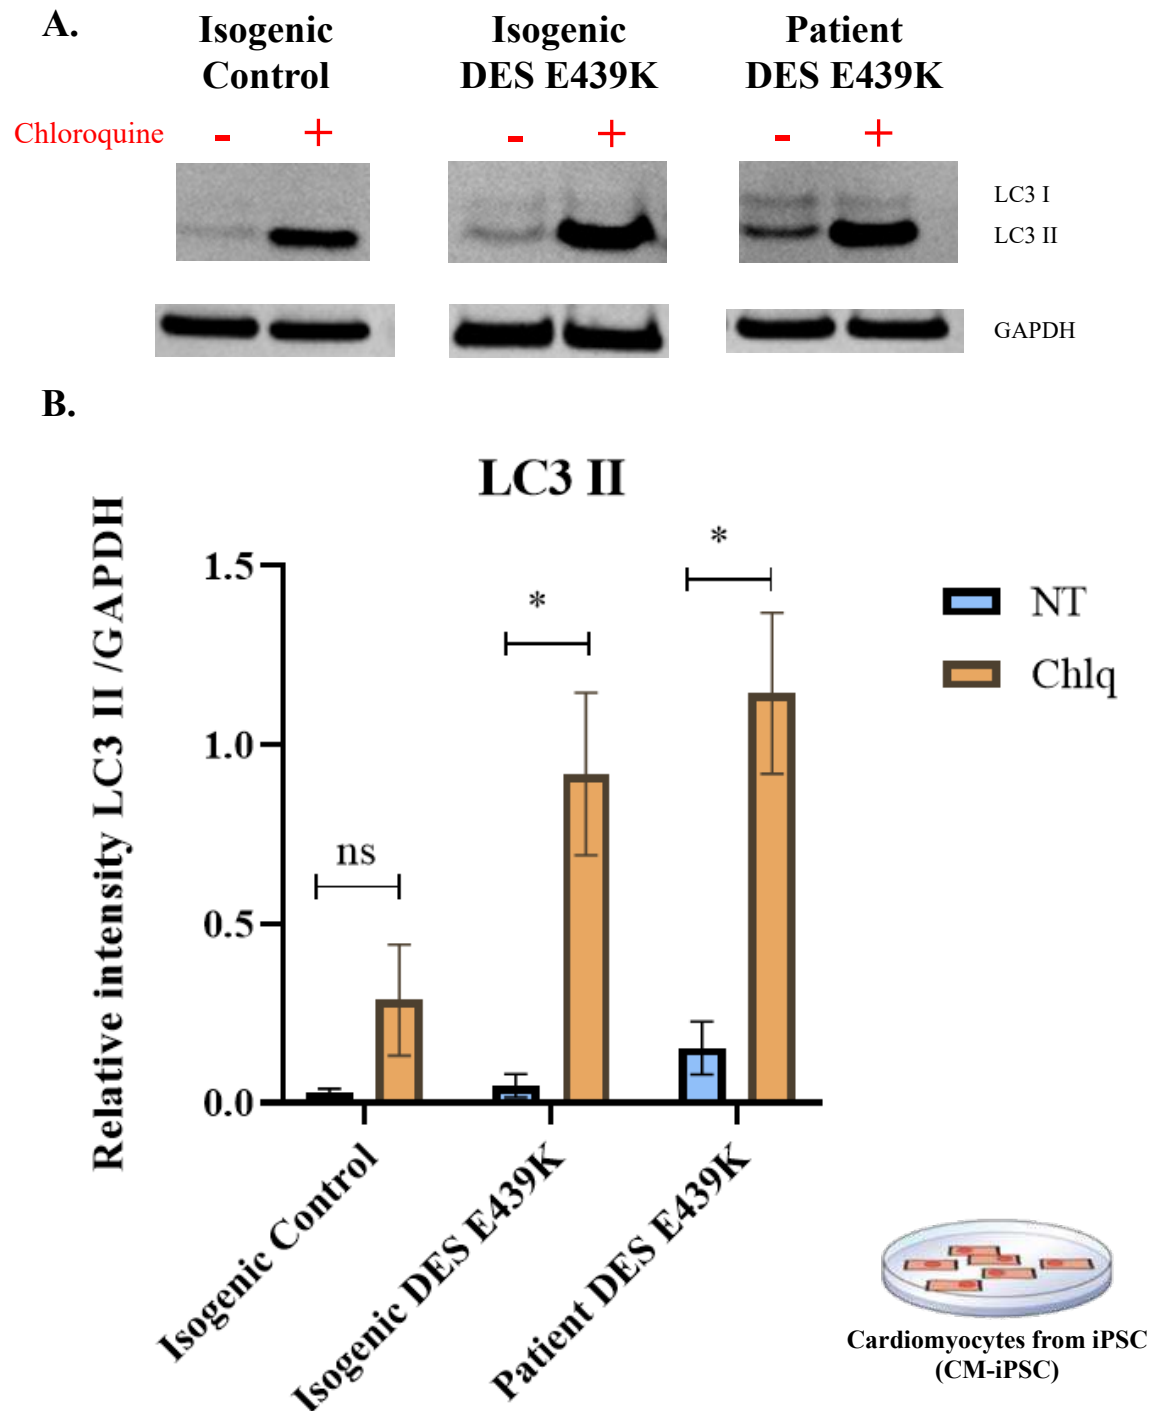 A.
Isogenic
Control
Isogenic
DES E439K
Patient
DES E439K
Chloroquine - + - + - +
LC3 I
LC3 II
GAPDH
B.
LC3 II
Relative intensity LC3 II /GAPDH
1.5
1.0
0.5
0.0
ns
*
*
NT
Chlq
Isogenic Control
Isogenic DES E439K
Patient DES E439K
Cardiomyocytes from iPSC
(CM-iPSC)